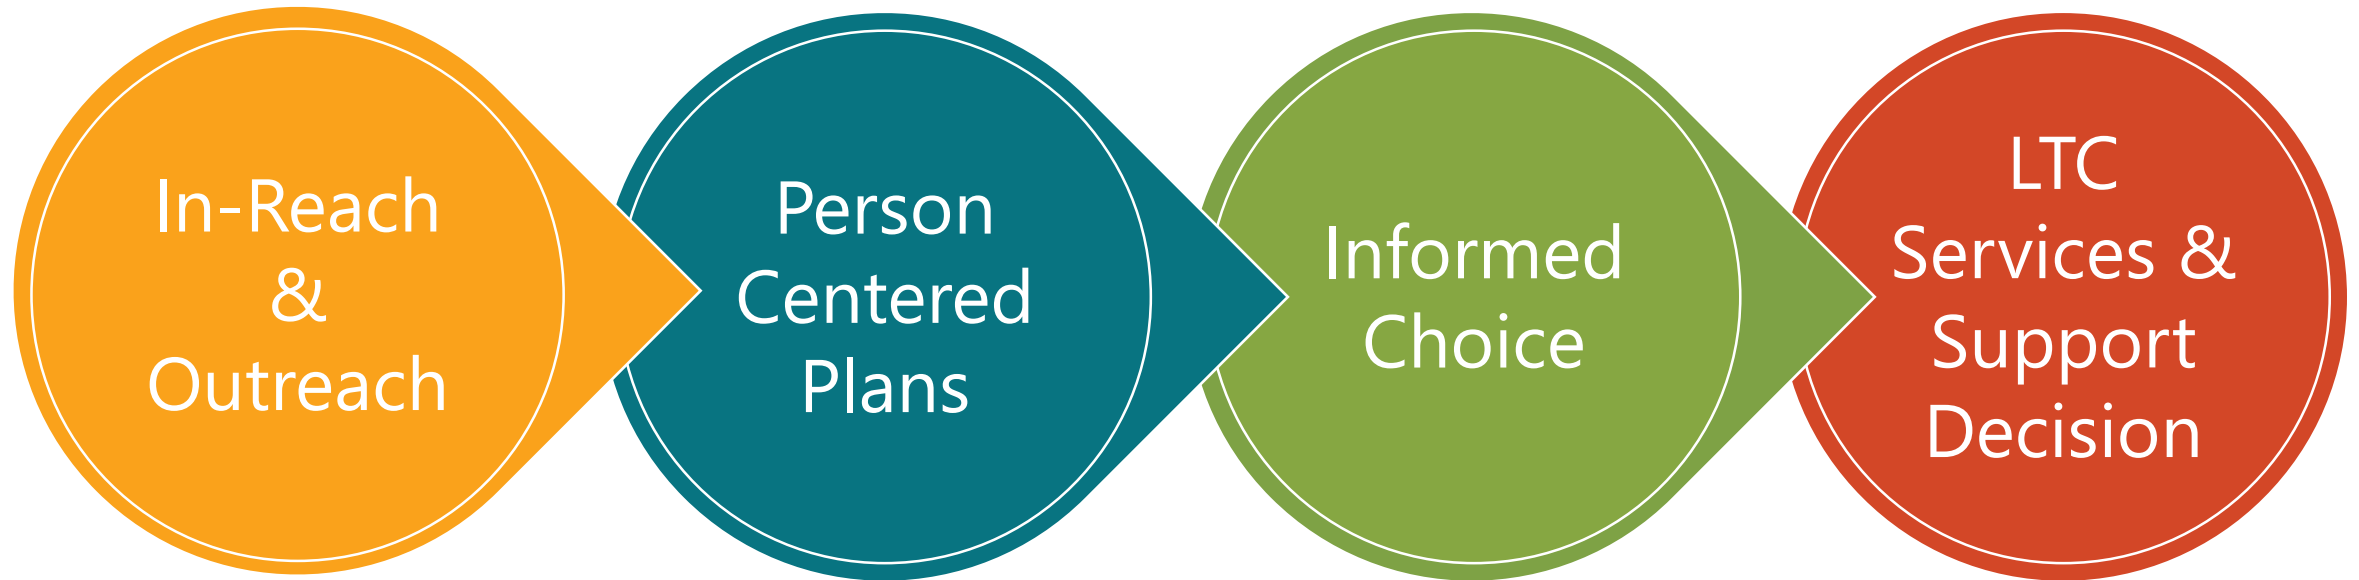 In-Reach
&
Outreach
Person
Centered
Plans
Informed
Choice
LTC
Services &
Support
Decision